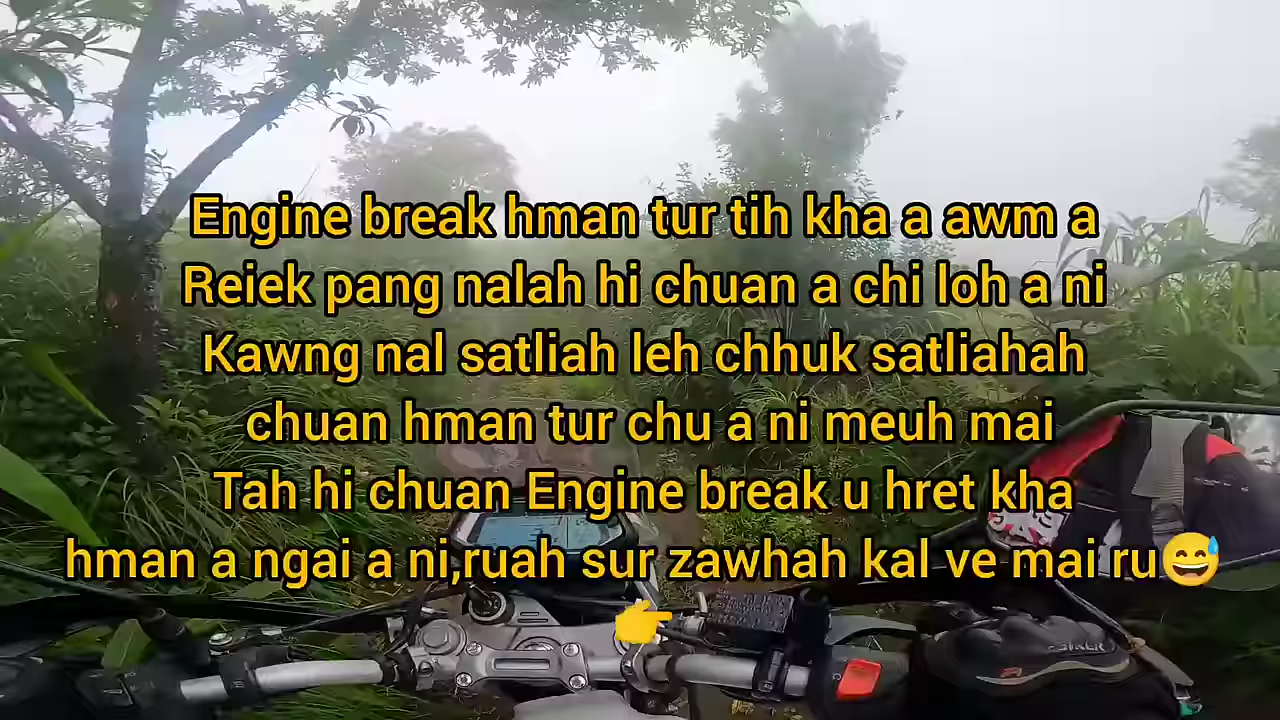 Engine break hman tur tih kha a awm a
Reiek pang nalah hi chuan a chi loh a ni
Kawng nal satliah leh chhuk satliahah
chuan hman tur chu a ni meuh mai
Tah hi chuan Engine break u hret kha
hman a ngai a ni,ruah sur zawhah kal ve mai ru😅
👉